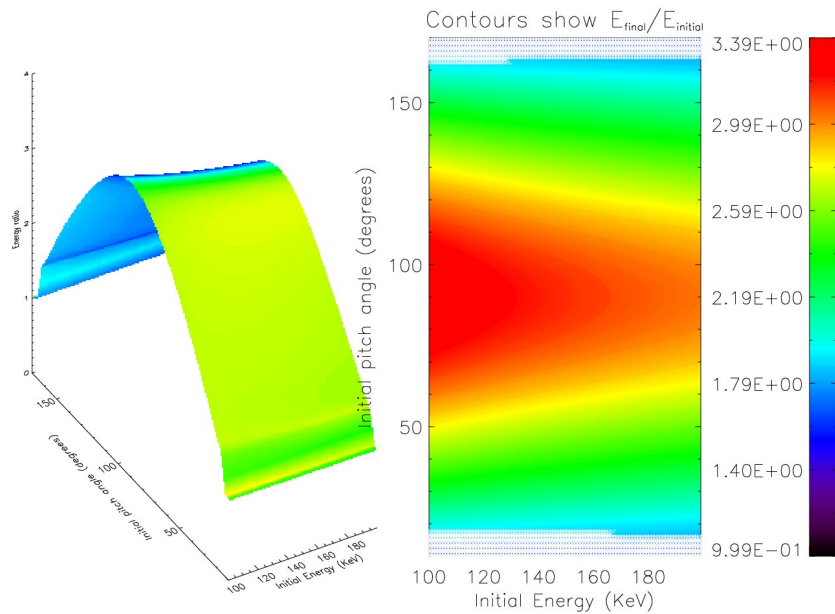 4
3
2
1
0
Energy ratio
150
100
50
Initial pitch angle (degrees)
100 120 140 160 180
Initial Energy (KeV)
Contours show Efinal/Einitial
150
100
50
Initial pitch angle (degrees)
100 120 140 160 180
Initial Energy (KeV)
3.39E+00
2.99E+00
2.59E+00
2.19E+00
1.79E+00
1.40E+00
9.99E-01